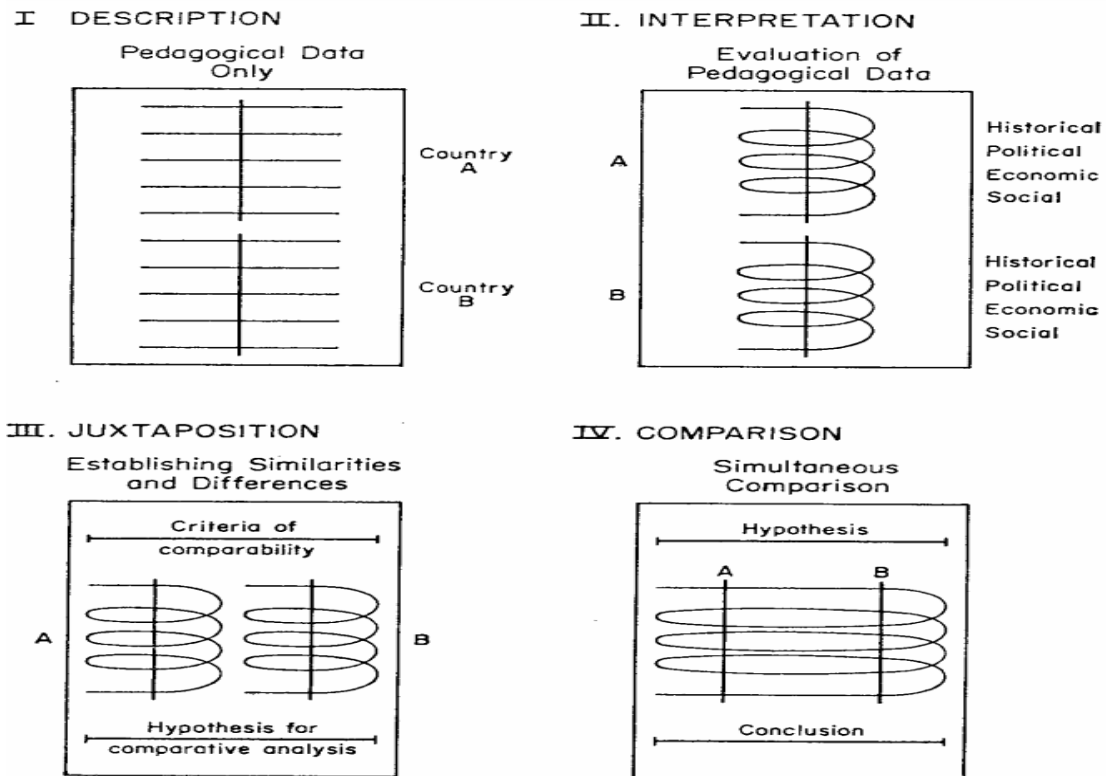 I DESCRIPTION
Pedagogical Data
Only
Country
A
Country
B
II. INTERPRETATION
Evaluation of
Pedagogical Data
A
Historical
Political
Economic
Social
B
Historical
Political
Economic
Social
III. JUXTAPOSITION
Establishing Similarities
and Differences
Criteria of
comparability
A
B
Hypothesis for
comparative analysis
IV. COMPARISON
Simultaneous
Comparison
Hypothesis
A B
Conclusion